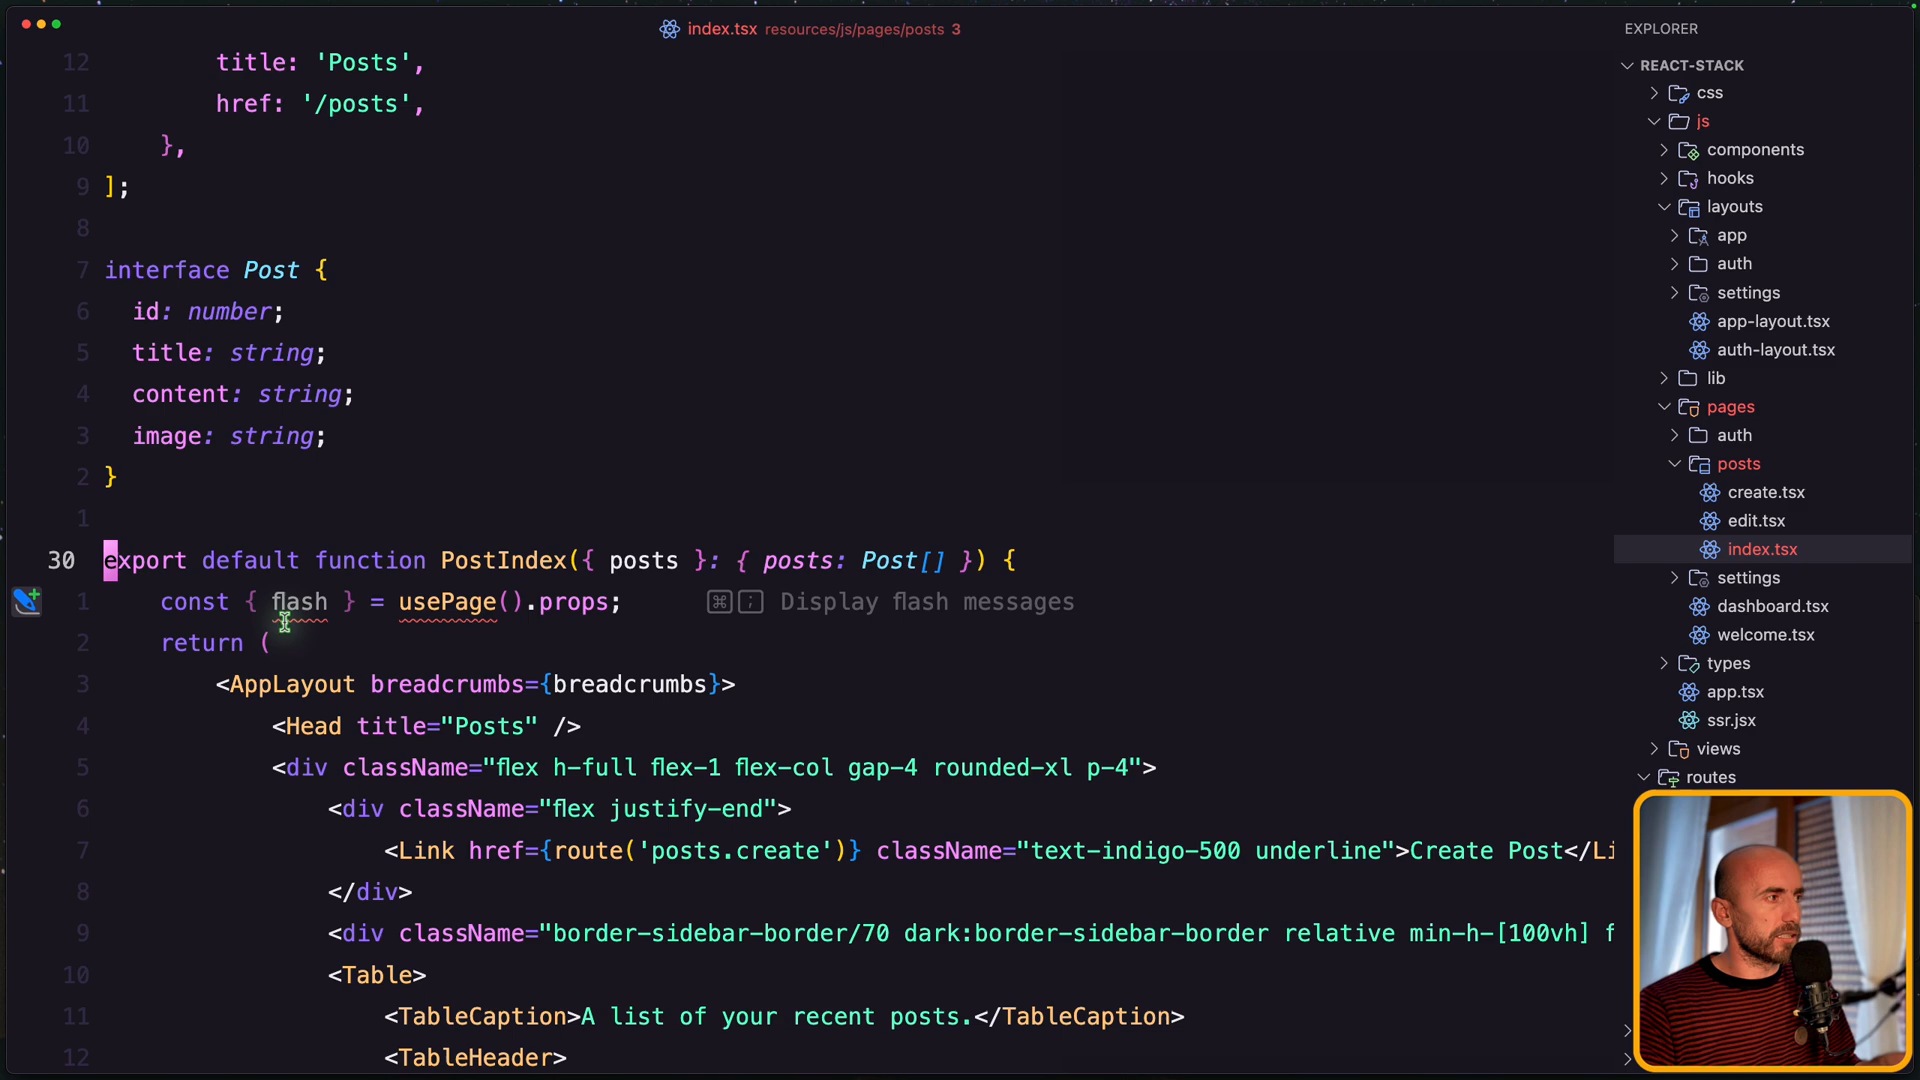 index.tsx resources/js/pages/posts 3
12 title: 'Posts',
11 href: '/posts',
10 },
9 ];
8
7 interface Post {
6 id: number;
5 title: string;
4 content: string;
3 image: string;
2 }
1
30 export default function PostIndex({ posts }: { posts: Post[] }) {
1 const { flash } = usePage().props; ⌘ ; Display flash messages
2 return (
3 <AppLayout breadcrumbs={breadcrumbs}>
4 <Head title="Posts" />
5 <div className="flex h-full flex-1 flex-col gap-4 rounded-xl p-4">
6 <div className="flex justify-end">
7 <Link href={route('posts.create')} className="text-indigo-500 underline">Create Post</Li
8 </div>
9 <div className="border-sidebar-border/70 dark:border-sidebar-border relative min-h-[100vh] f
10 <Table>
11 <TableCaption>A list of your recent posts.</TableCaption>
12 <TableHeader>
EXPLORER
REACT-STACK
css
js
components
hooks
layouts
app
auth
settings
app-layout.tsx
auth-layout.tsx
lib
pages
auth
posts
create.tsx
edit.tsx
index.tsx
settings
dashboard.tsx
welcome.tsx
types
app.tsx
ssr.jsx
views
routes